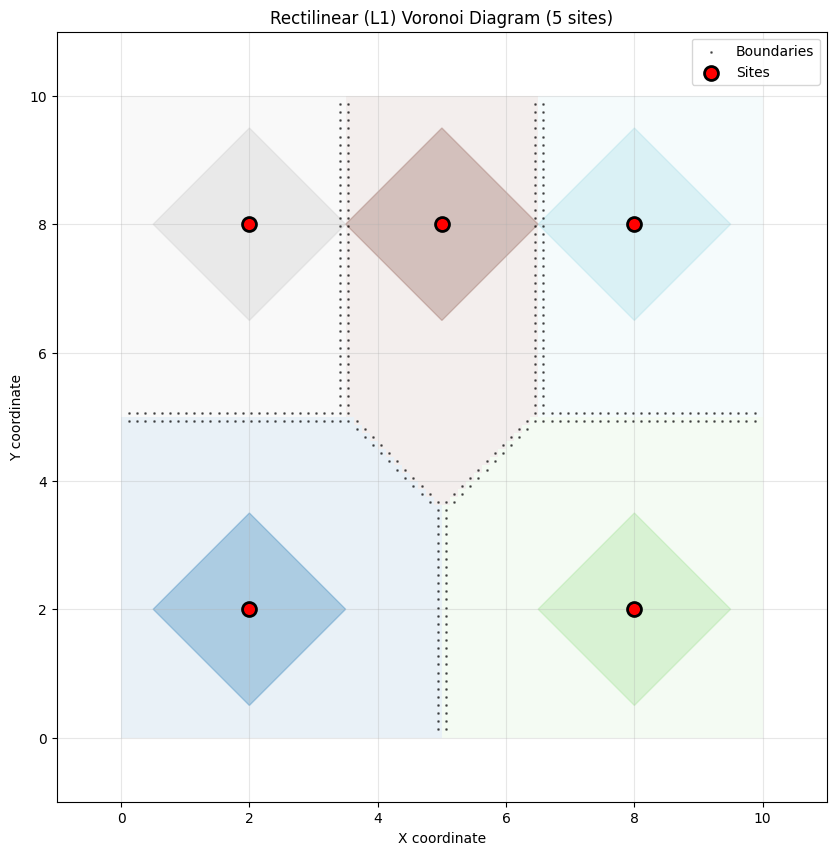 Rectilinear (L1) Voronoi Diagram (5 sites)
Boundaries
Sites
10
8
6
4
2
0
Y coordinate
0 2 4 6 8 10
X coordinate